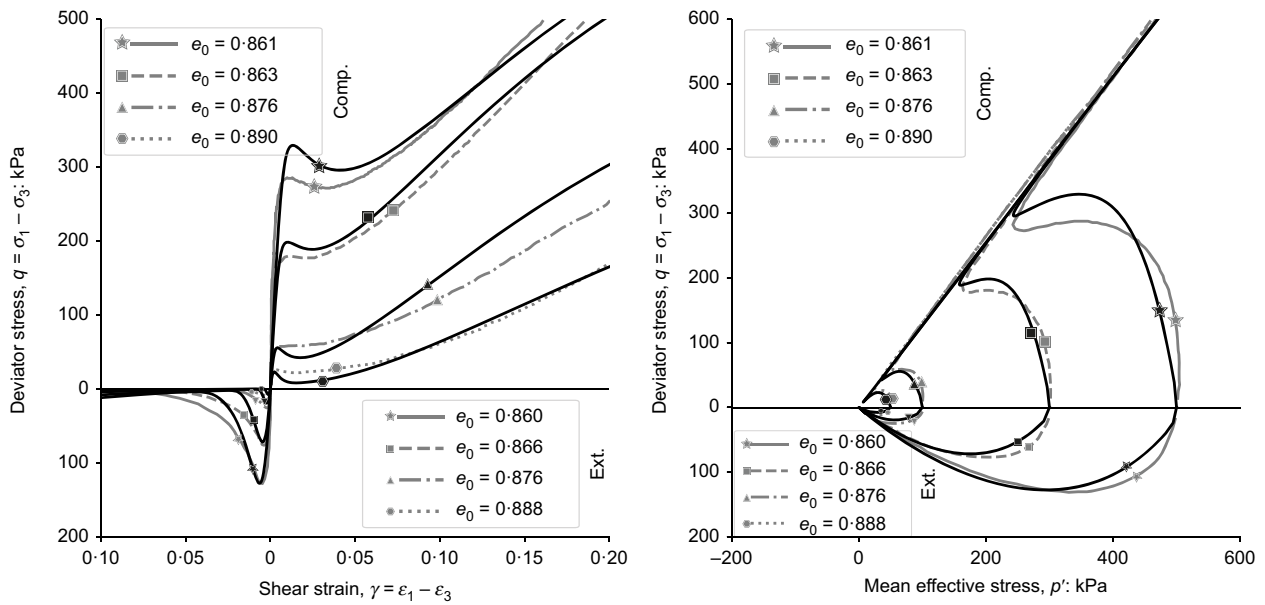 500
400
300
200
100
0
100
200
Deviator stress, q = σ1 – σ3: kPa
e0 = 0·861
e0 = 0·863
e0 = 0·876
e0 = 0·890
Comp.
e0 = 0·860
e0 = 0·866
e0 = 0·876
e0 = 0·888
Ext.
0·10
0·05
0
0·05
0·10
0·15
0·20
Shear strain, γ = ε1 – ε3
600
500
400
300
200
100
0
100
200
300
400
Deviator stress, q = σ1 – σ3: kPa
e0 = 0·861
e0 = 0·863
e0 = 0·876
e0 = 0·890
Comp.
e0 = 0·860
e0 = 0·866
e0 = 0·876
e0 = 0·888
Ext.
–200
0
200
400
600
Mean effective stress, p′: kPa